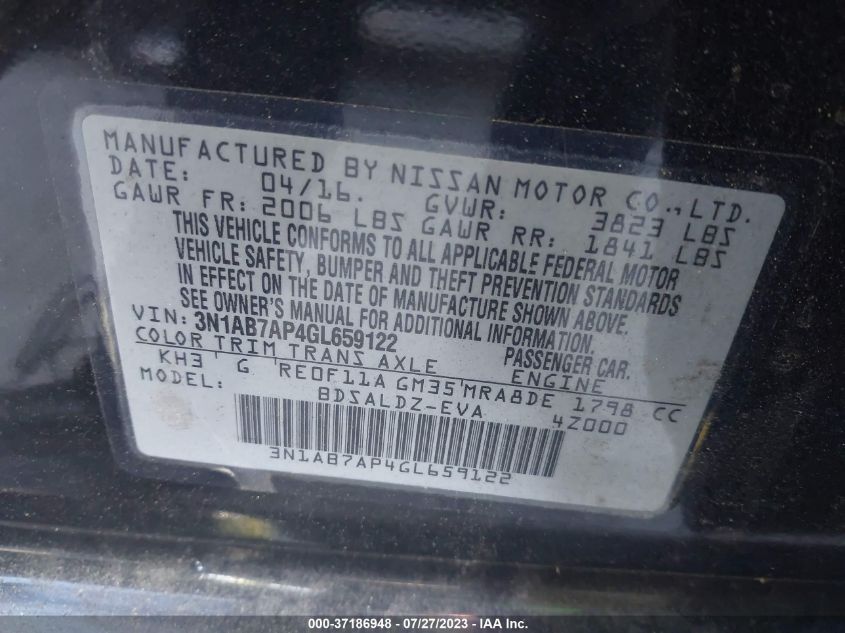 MANUFACTURED BY NISSAN MOTOR CO., LTD.
DATE: 04/16. GVWR: 3823 LBS
GAWR FR: 2006 LBS GAWR RR: 1841 LBS
THIS VEHICLE CONFORMS TO ALL APPLICABLE FEDERAL MOTOR
VEHICLE SAFETY, BUMPER AND THEFT PREVENTION STANDARDS
IN EFFECT ON THE DATE OF MANUFACTURE SHOWN ABOVE.
SEE OWNER'S MANUAL FOR ADDITIONAL INFORMATION.
VIN: 3N1AB7AP4GL659122 PASSENGER CAR.
COLOR TRIM TRANS AXLE ENGINE
KH3 G RE0F11A GM35 MRA8DE 1798 CC
MODEL: BDSALDZ-EVA 4Z000
3N1AB7AP4GL659122
000-37186948 - 07/27/2023 - IAA Inc.